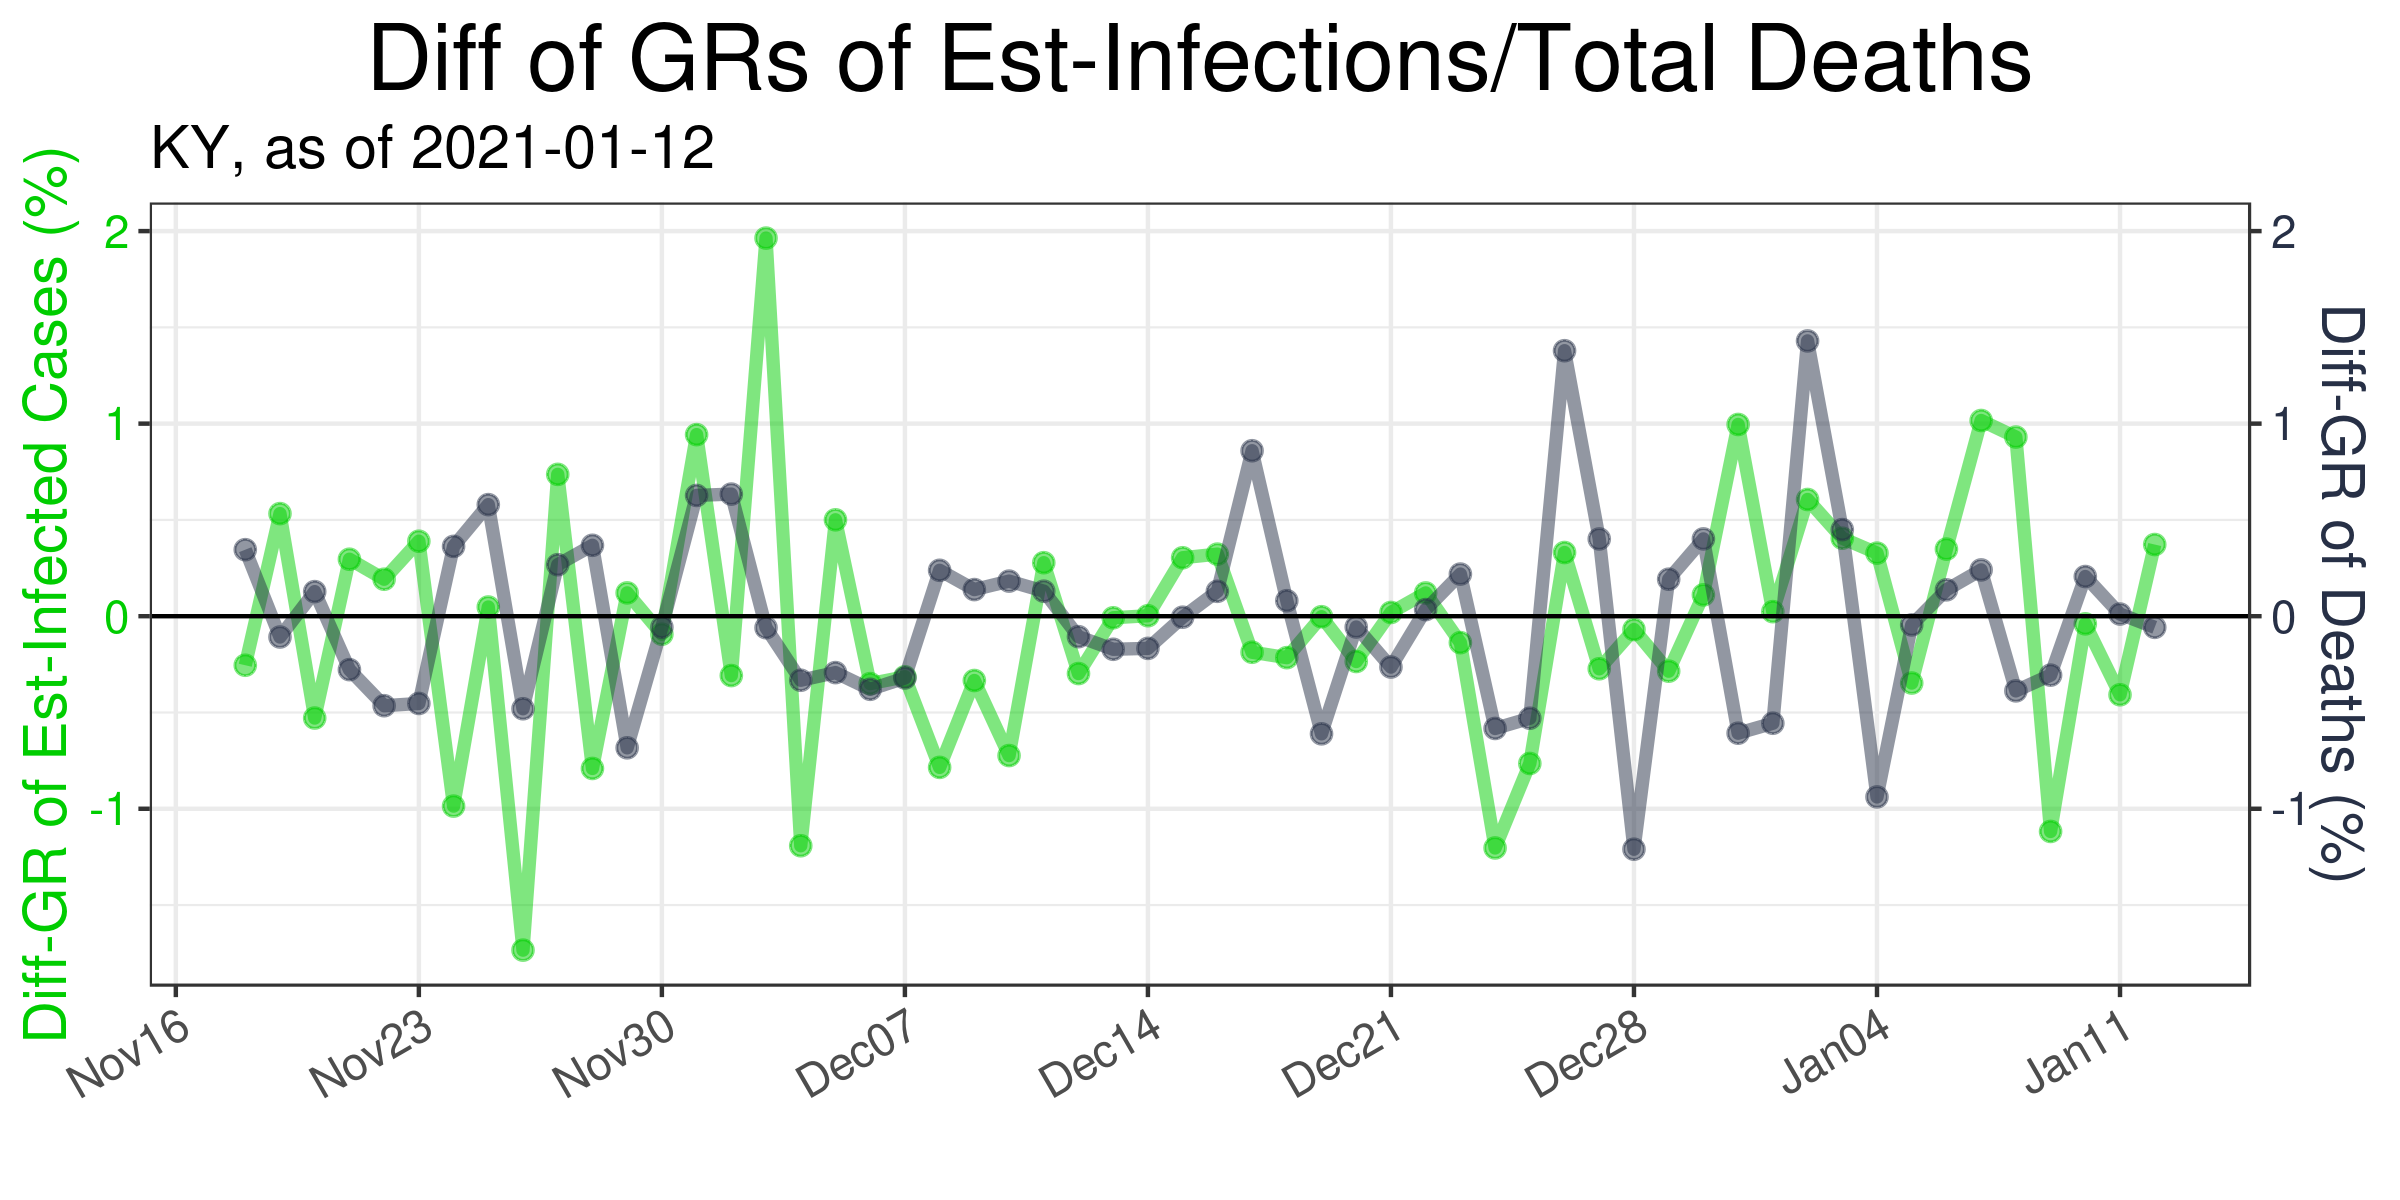 Diff of GRs of Est-Infections/Total Deaths
KY, as of 2021-01-12
Diff-GR of Est-Infected Cases (%)
2
1
0
-1
2
1
0
-1
Diff-GR of Deaths (%)
Nov16
Nov23
Nov30
Dec07
Dec14
Dec21
Dec28
Jan04
Jan11